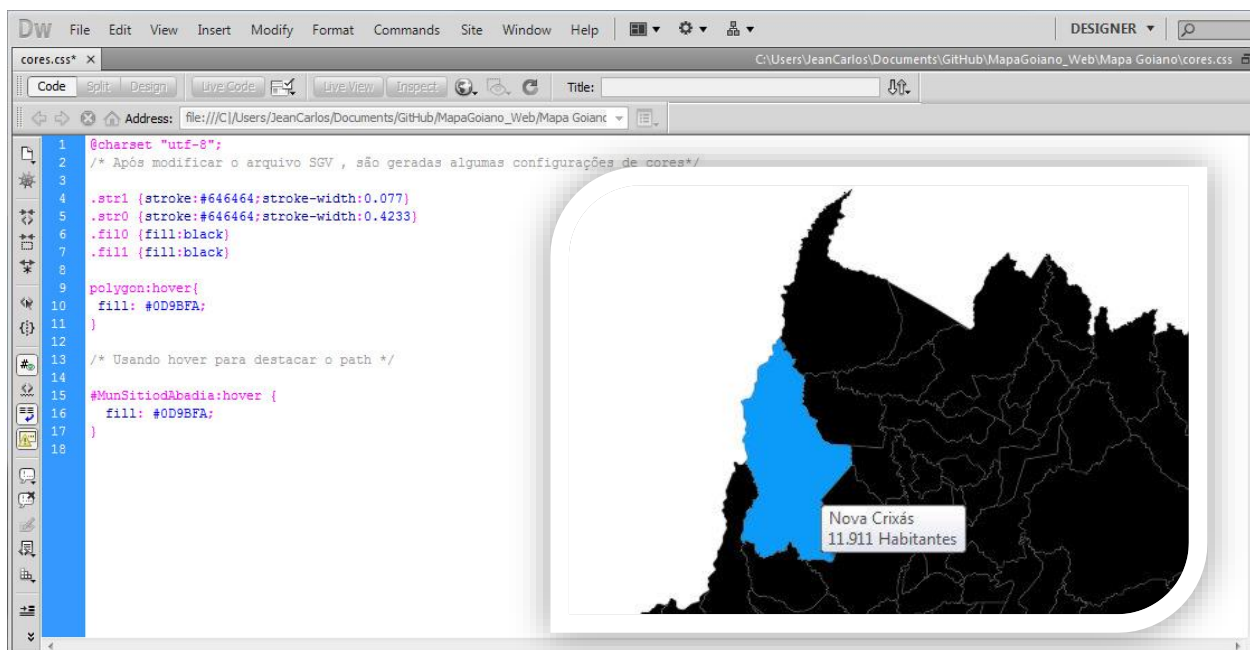 Dw File Edit View Insert Modify Format Commands Site Window Help DESIGNER
cores.css* C:\Users\JeanCarlos\Documents\GitHub\MapaGoiano_Web\Mapa Goiano\cores.css
Code Split Design Live Code Live View Inspect Title:
Address: file:///C|/Users/JeanCarlos/Documents/GitHub/MapaGoiano_Web/Mapa Goianc
1 @charset "utf-8";
2 /* Após modificar o arquivo SGV , são geradas algumas configurações de cores*/
3
4 .str1 {stroke:#646464;stroke-width:0.077}
5 .str0 {stroke:#646464;stroke-width:0.4233}
6 .fil0 {fill:black}
7 .fil1 {fill:black}
8
9 polygon:hover{
10 fill: #0D9BFA;
11 }
12
13 /* Usando hover para destacar o path */
14
15 #MunSitiodAbadia:hover {
16 fill: #0D9BFA;
17 }
18
Nova Crixás
11.911 Habitantes